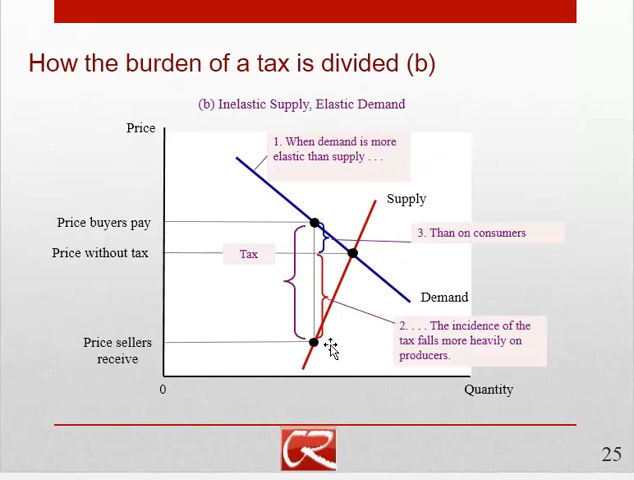 How the burden of a tax is divided (b)
(b) Inelastic Supply, Elastic Demand
Price
1. When demand is more
elastic than supply . . .
Supply
Price buyers pay
3. Than on consumers
Price without tax
Tax
Demand
2. . . . The incidence of the
tax falls more heavily on
producers.
Price sellers
receive
0
Quantity
CR
25